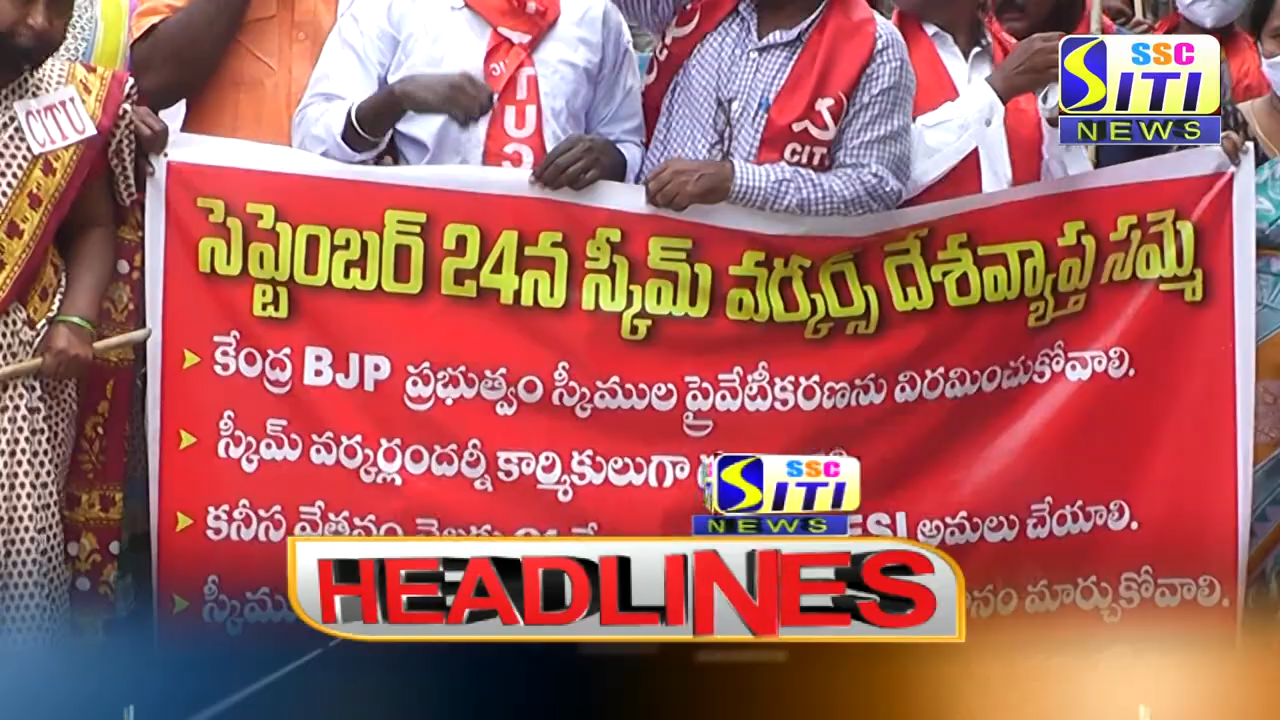 SSC
SITI
NEWS
CITU
CIT
సెప్టెంబర్ 24న స్కీమ్ వర్కర్స్ దేశవ్యాప్త సమ్మె
కేంద్ర BJP ప్రభుత్వం స్కీముల ప్రైవేటీకరణను విరమించుకోవాలి.
స్కీమ్ వర్కర్లందర్నీ కార్మికులుగా
SSC
SITI
NEWS
కనీస వేతనం ESI అమలు చేయాలి.
మార్చుకోవాలి.
HEADLINES